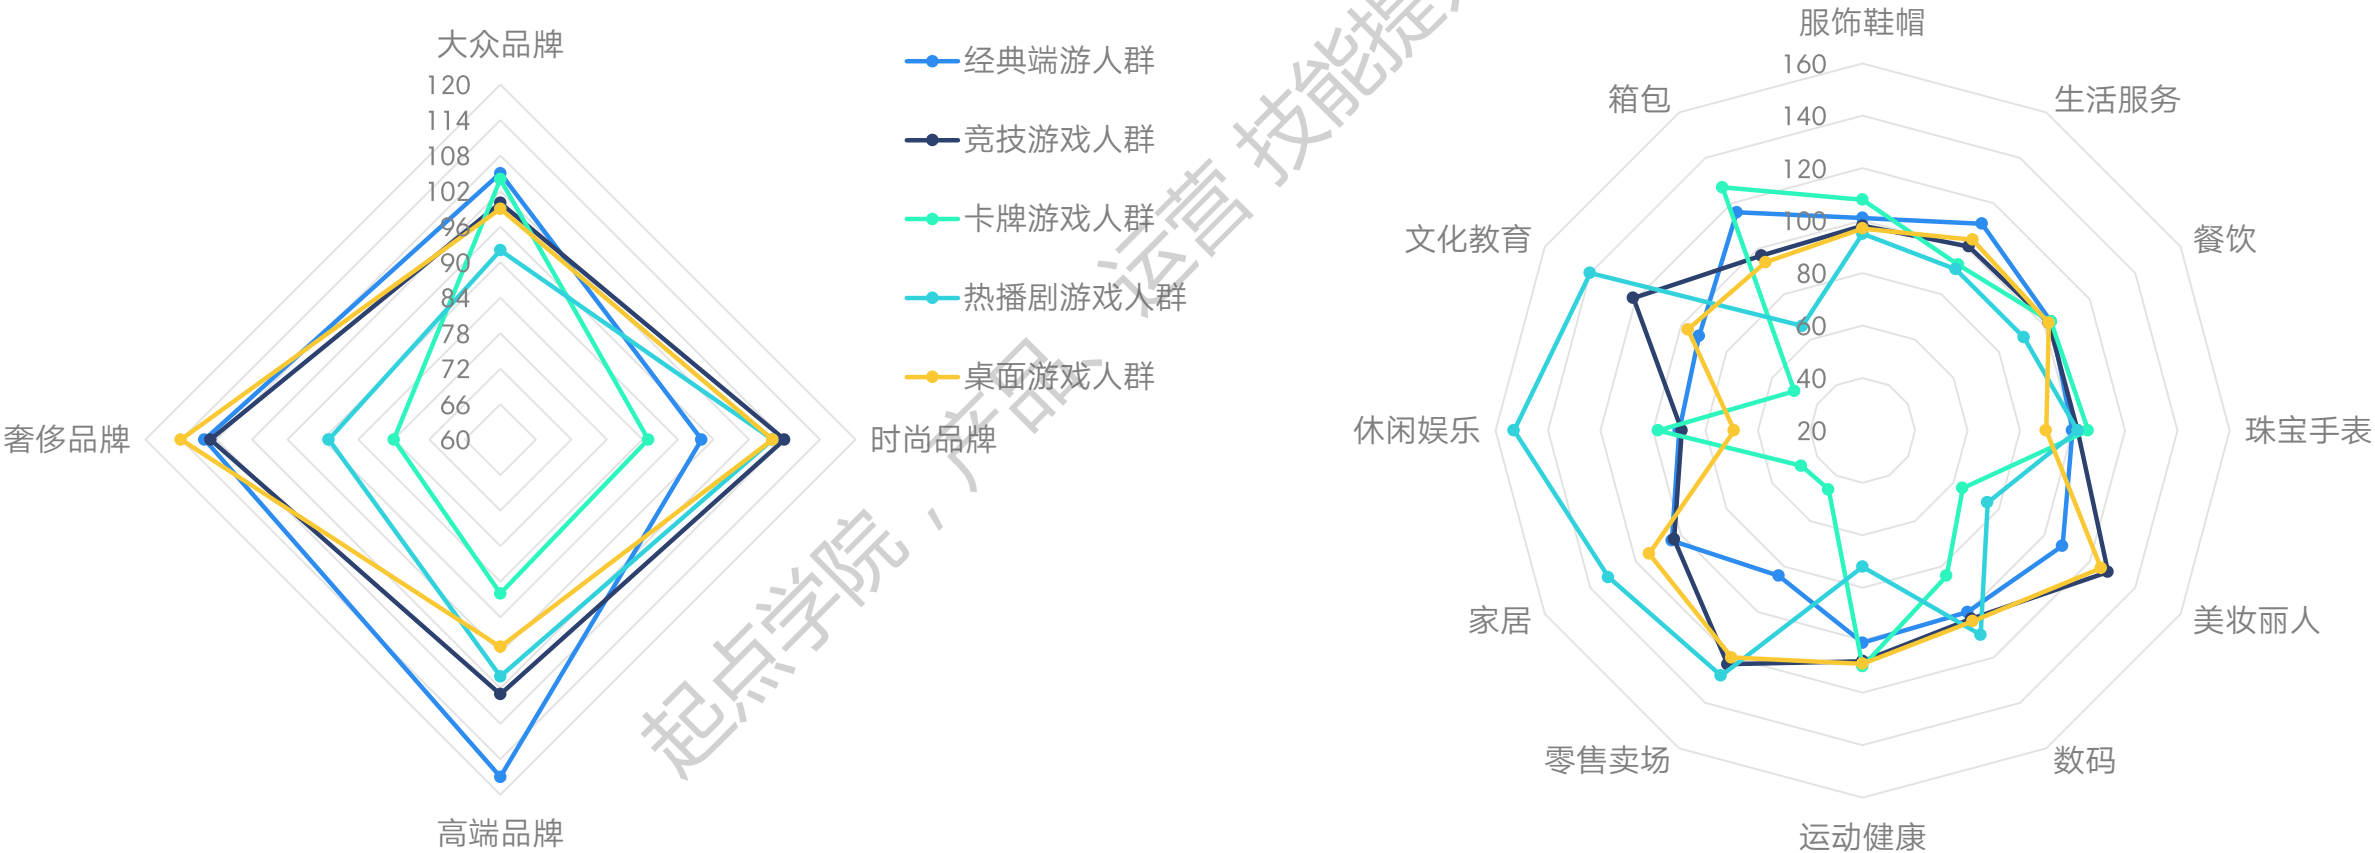 大众品牌
120
114
108
102
96
90
84
78
72
66
60
奢侈品牌
时尚品牌
高端品牌
经典端游人群
竞技游戏人群
卡牌游戏人群
热播剧游戏人群
桌面游戏人群
服饰鞋帽
160
140
120
100
80
60
40
20
箱包
生活服务
文化教育
餐饮
休闲娱乐
珠宝手表
家居
美妆丽人
零售卖场
数码
运动健康
起点学院，产品、运营 技能提